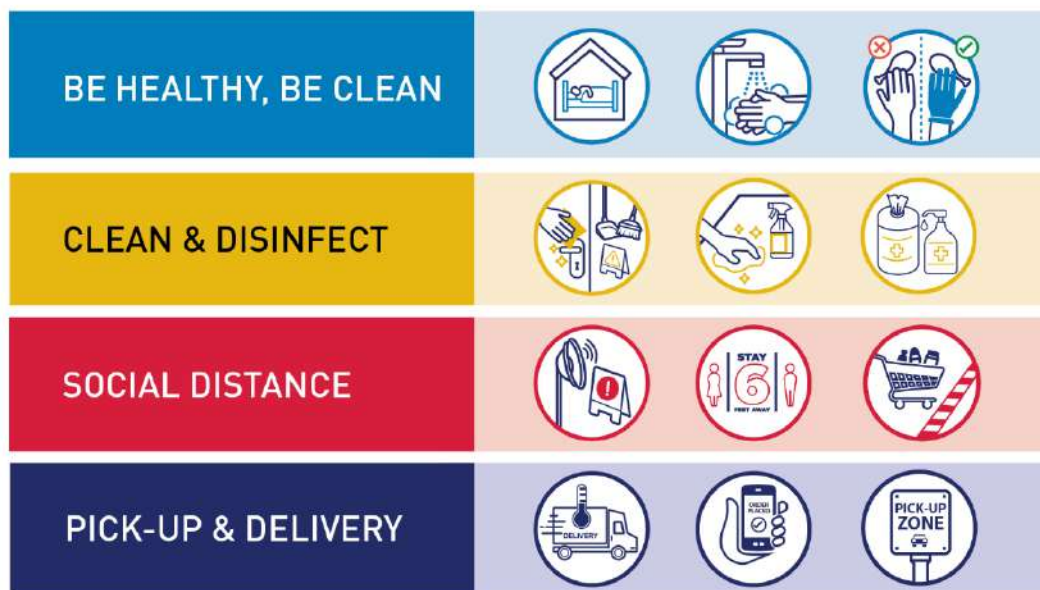 BE HEALTHY, BE CLEAN
CLEAN & DISINFECT
SOCIAL DISTANCE
STAY
6
FEET AWAY
PICK-UP & DELIVERY
DELIVERY
ORDER
PLACED
PICK-UP
ZONE